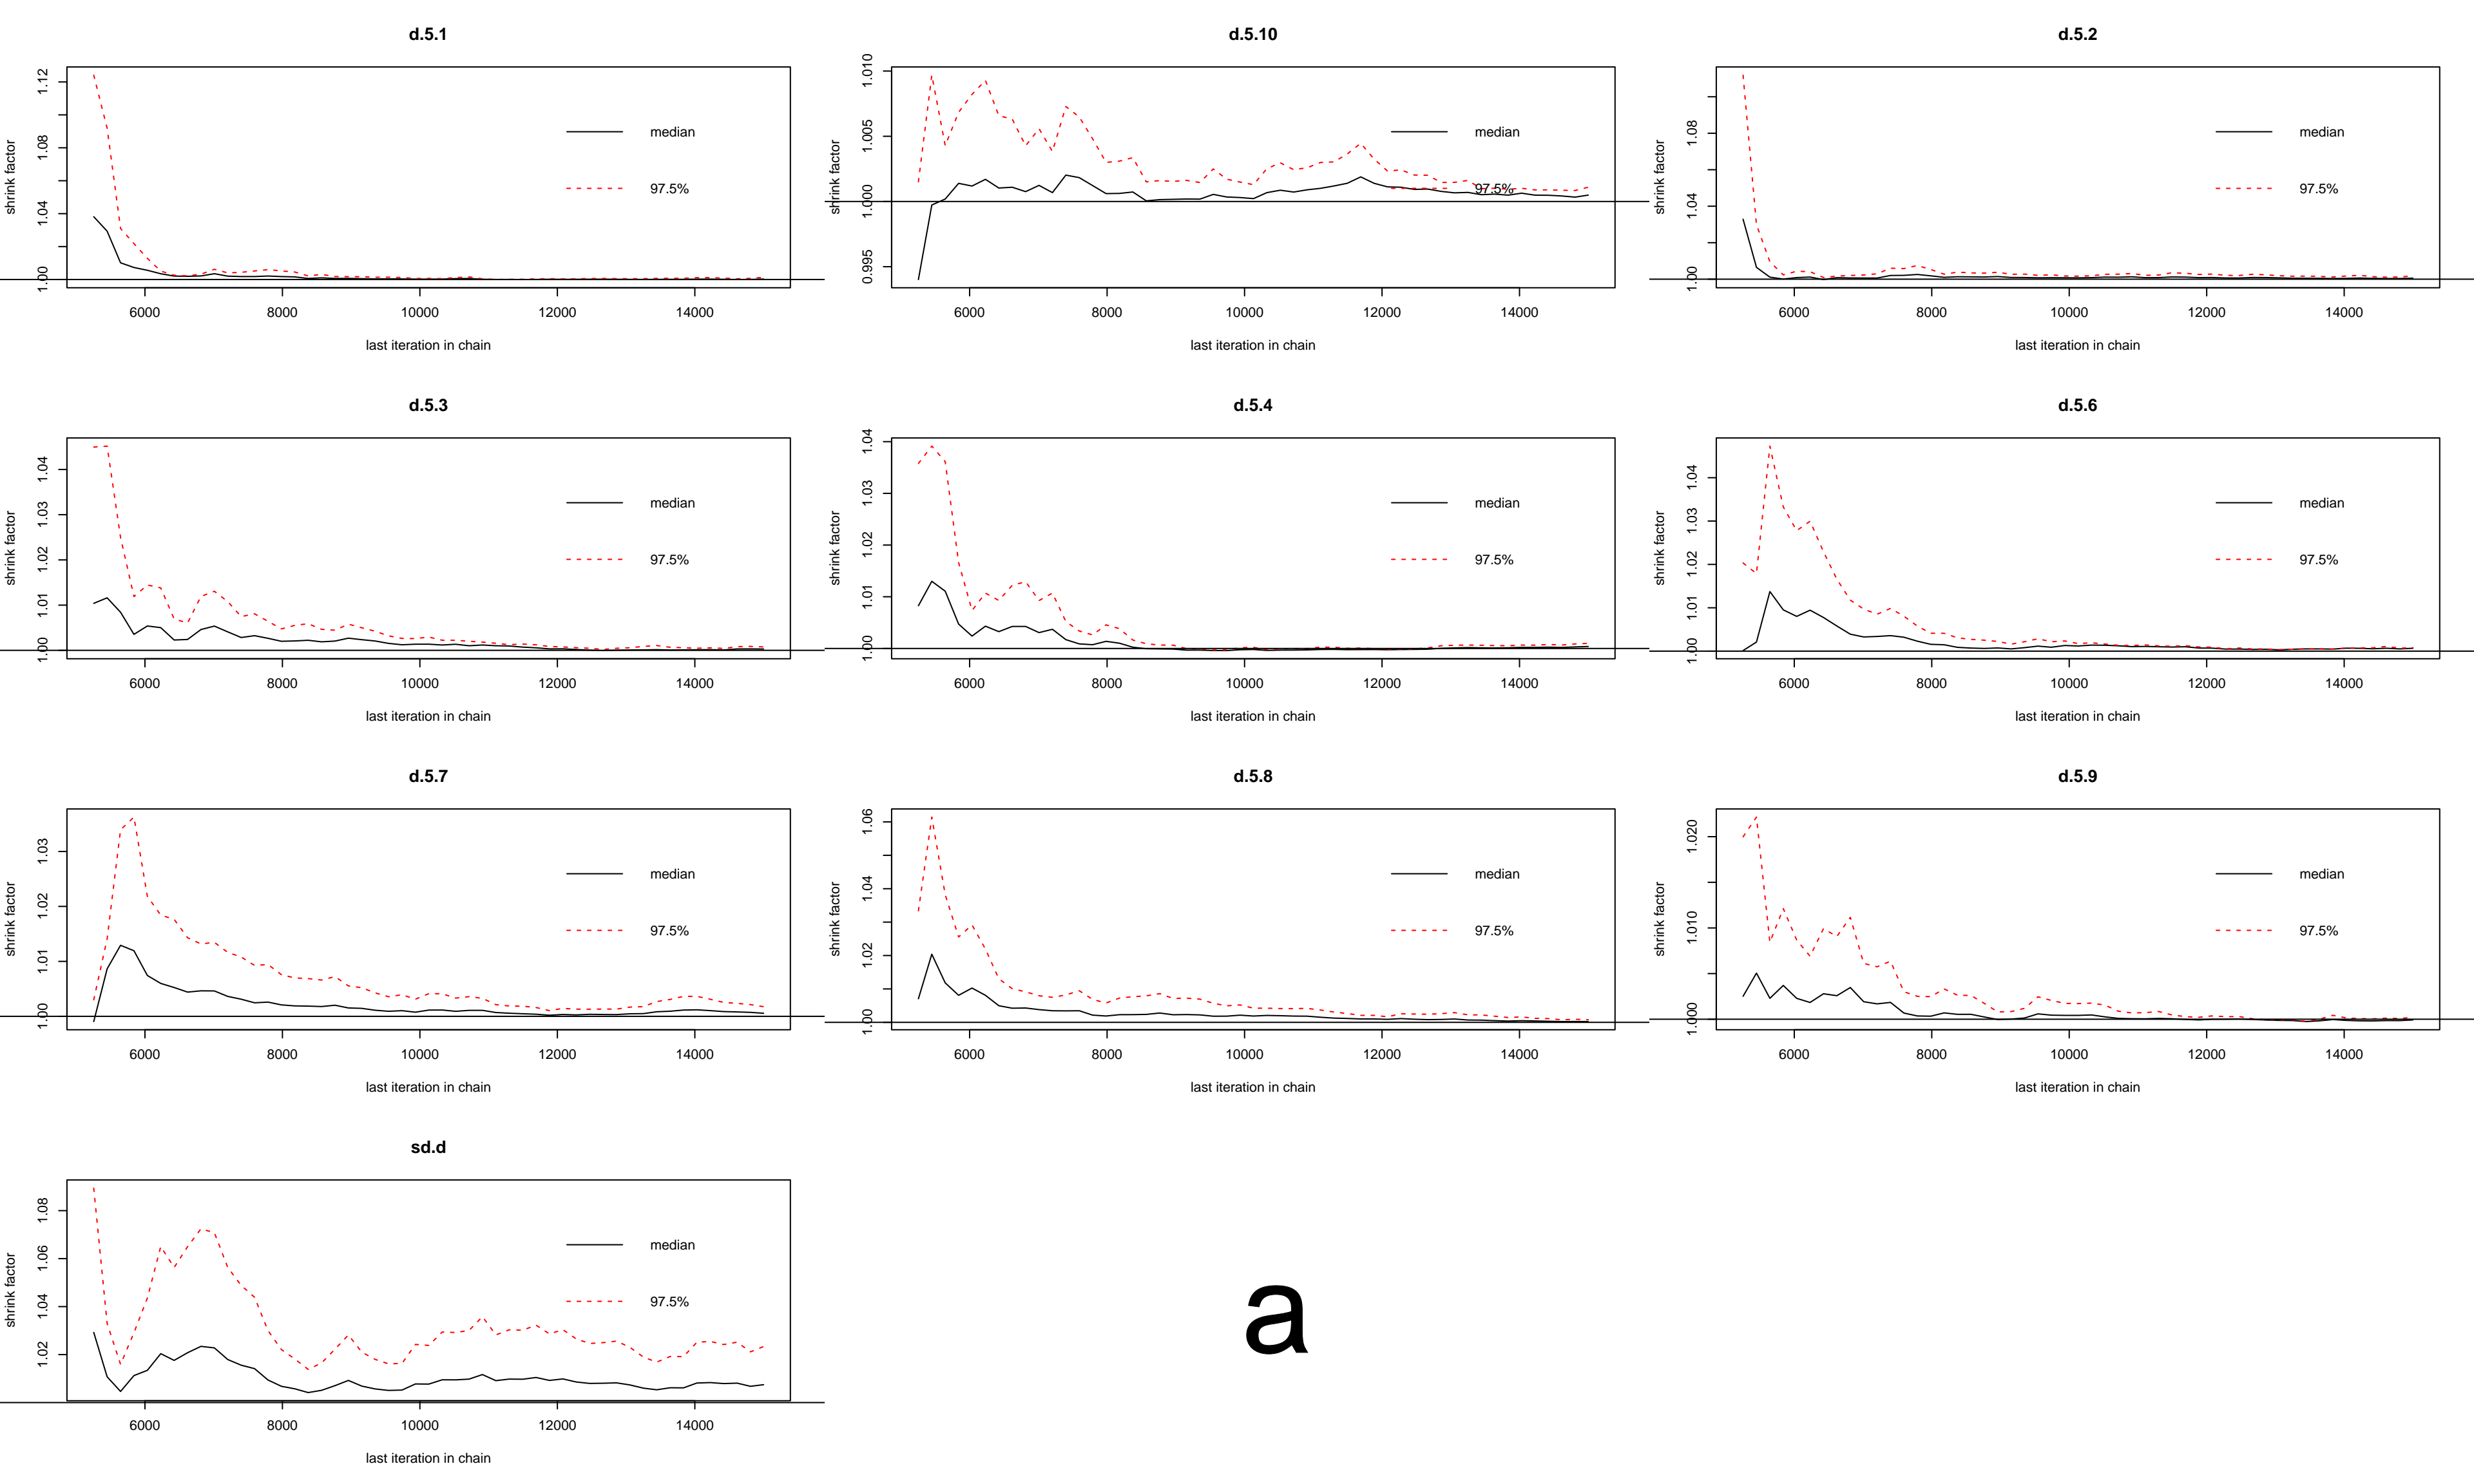 d.5.1
shrink factor
1.00 1.04 1.08 1.12
median
97.5%
6000 8000 10000 12000 14000
last iteration in chain
d.5.10
shrink factor
0.995 1.000 1.005 1.010
median
97.5%
6000 8000 10000 12000 14000
last iteration in chain
d.5.2
shrink factor
1.00 1.04 1.08
median
97.5%
6000 8000 10000 12000 14000
last iteration in chain
d.5.3
shrink factor
1.00 1.01 1.02 1.03 1.04
median
97.5%
6000 8000 10000 12000 14000
last iteration in chain
d.5.4
shrink factor
1.00 1.01 1.02 1.03 1.04
median
97.5%
6000 8000 10000 12000 14000
last iteration in chain
d.5.6
shrink factor
1.00 1.01 1.02 1.03 1.04
median
97.5%
6000 8000 10000 12000 14000
last iteration in chain
d.5.7
shrink factor
1.00 1.01 1.02 1.03
median
97.5%
6000 8000 10000 12000 14000
last iteration in chain
d.5.8
shrink factor
1.00 1.02 1.04 1.06
median
97.5%
6000 8000 10000 12000 14000
last iteration in chain
d.5.9
shrink factor
1.000 1.010 1.020
median
97.5%
6000 8000 10000 12000 14000
last iteration in chain
sd.d
shrink factor
1.02 1.04 1.06 1.08
median
97.5%
6000 8000 10000 12000 14000
last iteration in chain
a